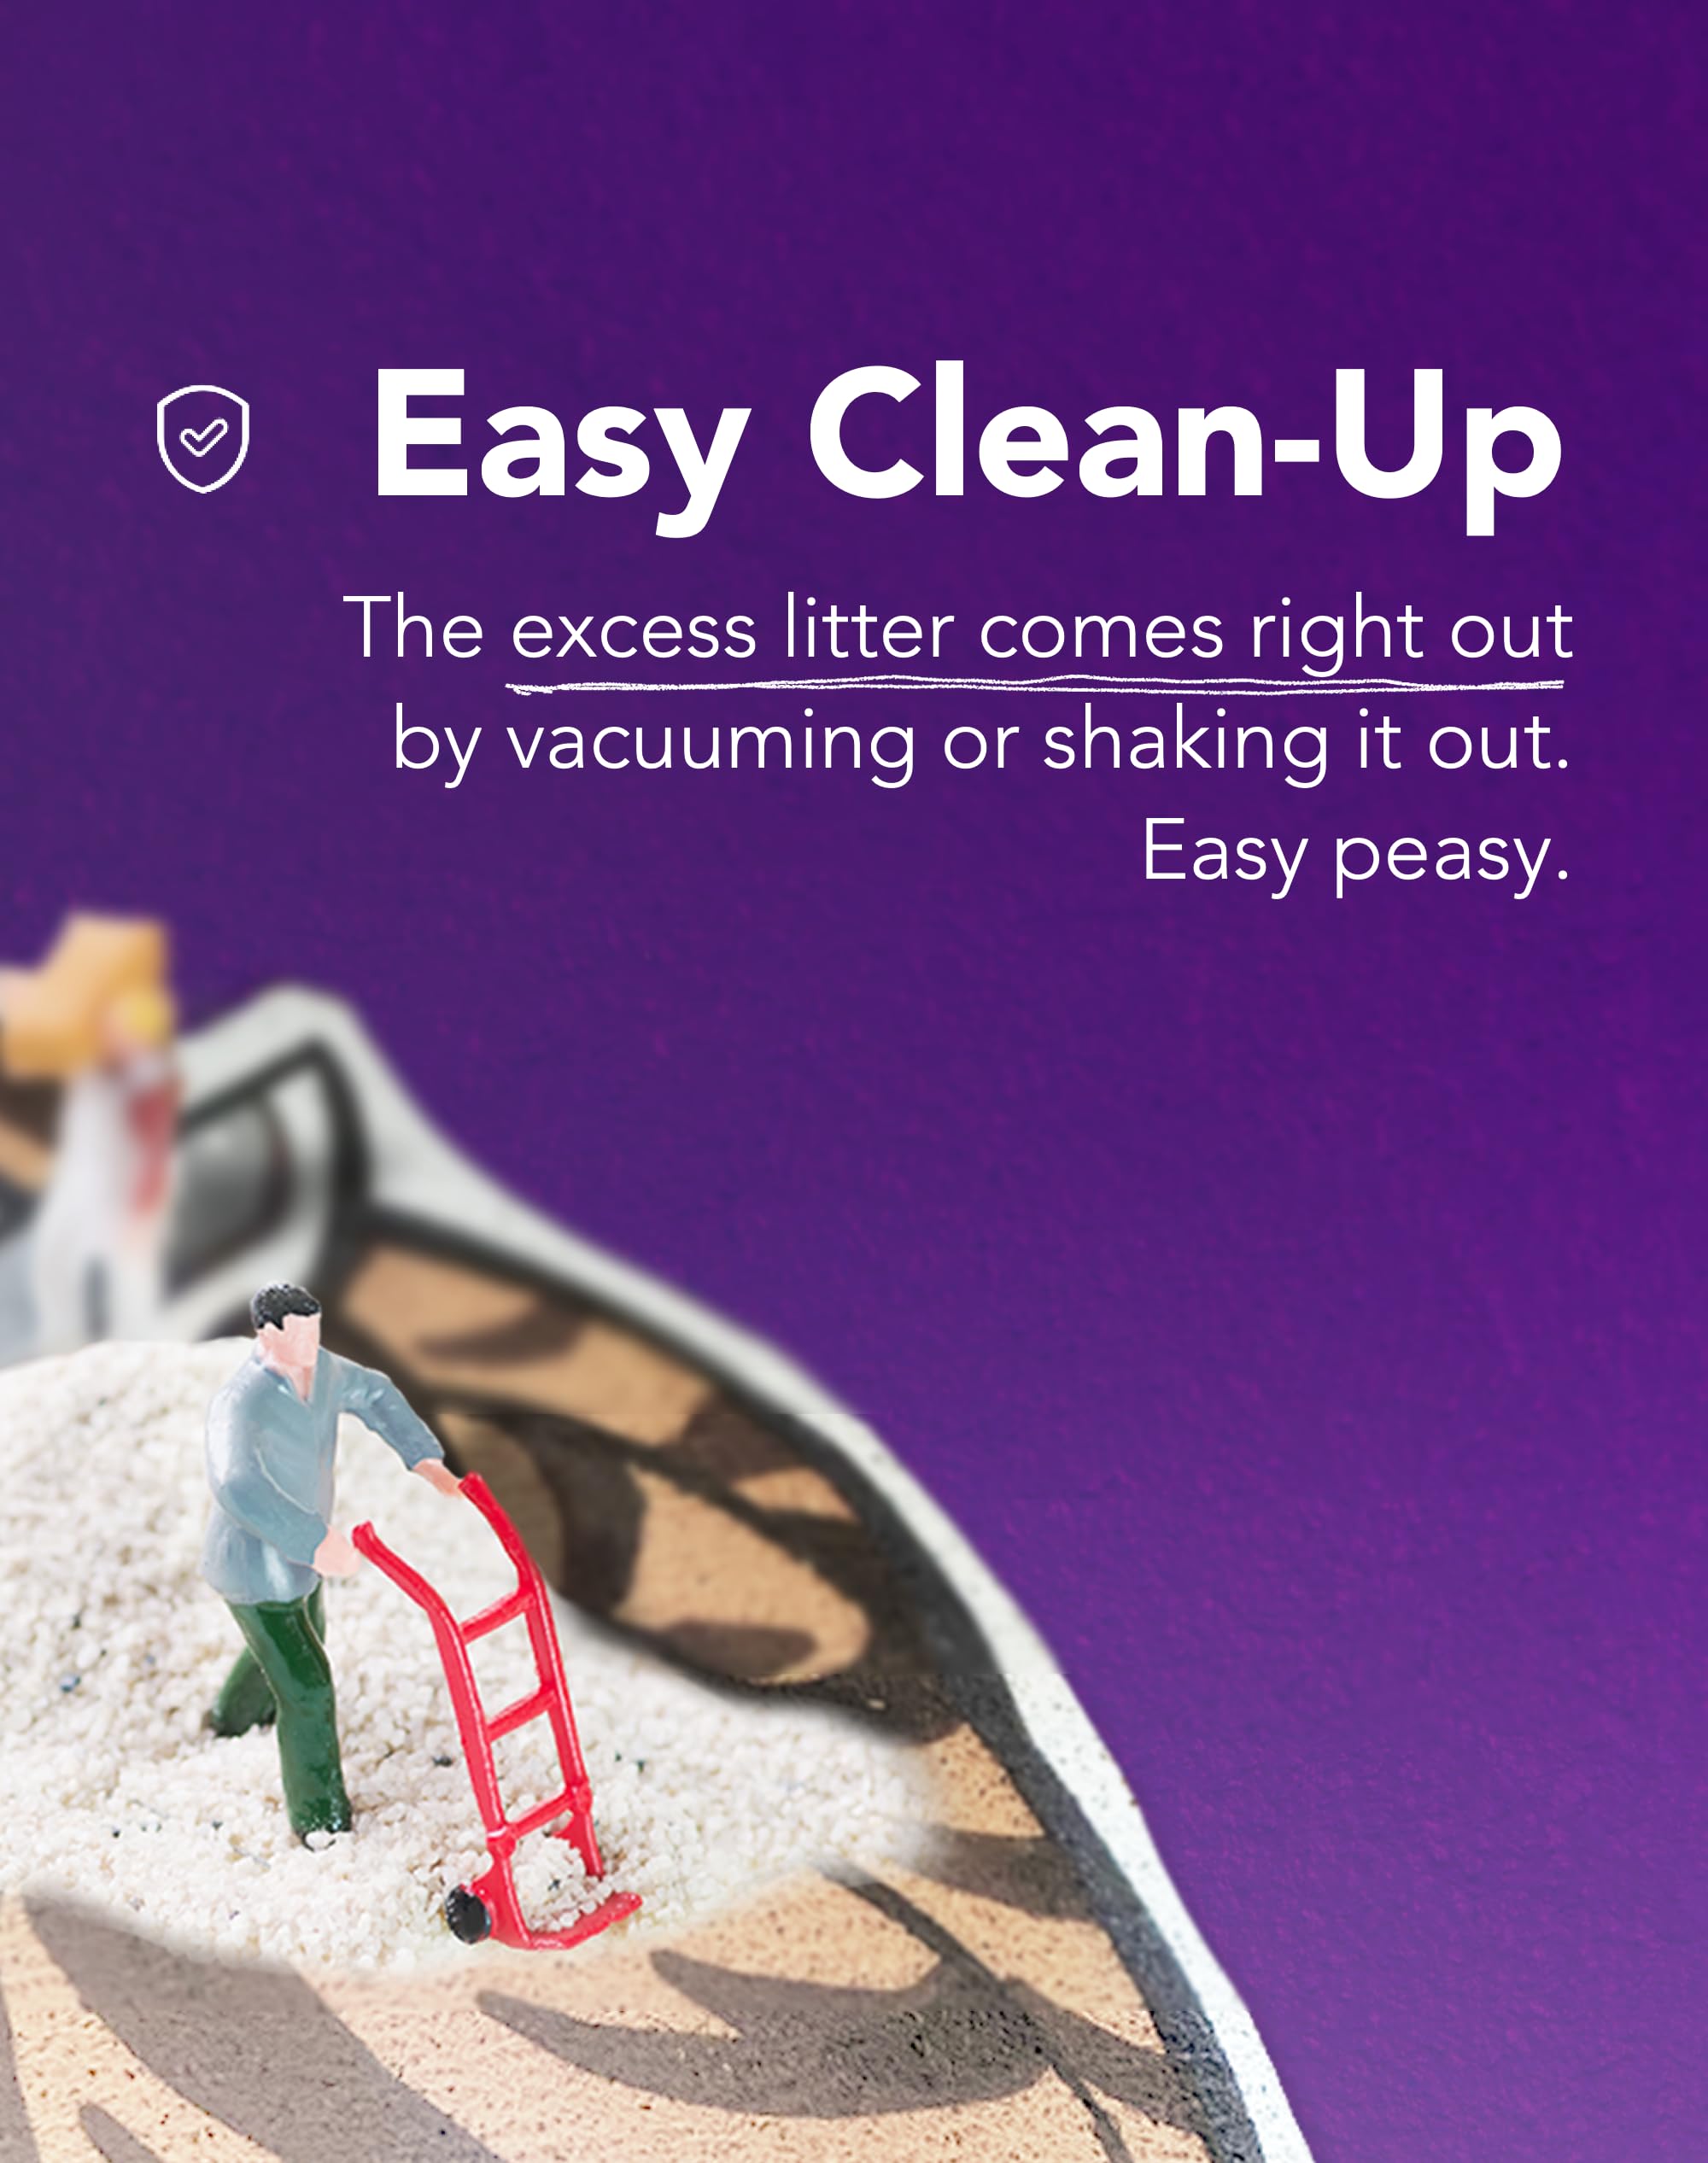 Easy Clean-Up
The excess litter comes right out
by vacuuming or shaking it out.
Easy peasy.